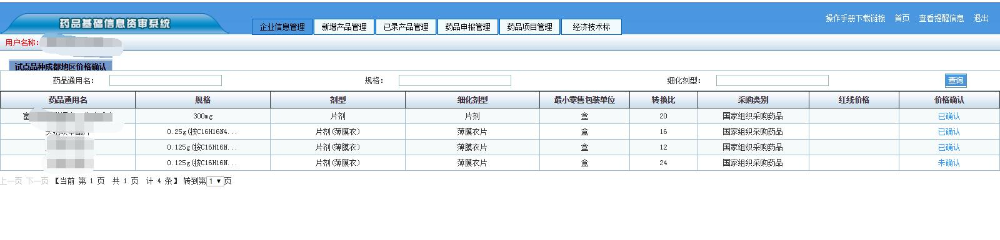 药品基础信息资审系统
企业信息管理 新增产品管理 已录产品管理 药品申报管理 药品项目管理 经济技术标
操作手册下载链接 首页 查看提醒信息 退出
用户名称:
试点品种成都地区价格确认
药品通用名: 规格: 细化剂型: 查询
药品通用名 规格 剂型 细化剂型 最小零售包装单位 转换比 采购类别 红线价格 价格确认
富 300mg 片剂 片剂 盒 20 国家组织采购药品 已确认
0.25g(按C16H16N4... 片剂(薄膜衣) 薄膜衣片 盒 16 国家组织采购药品 已确认
0.125g(按C16H16N... 片剂(薄膜衣) 薄膜衣片 盒 12 国家组织采购药品 已确认
0.125g(按C16H16N... 片剂(薄膜衣) 薄膜衣片 盒 24 国家组织采购药品 未确认
上一页 下一页 【当前 第 1 页 共 1 页 计 4 条】 转到第 1 页